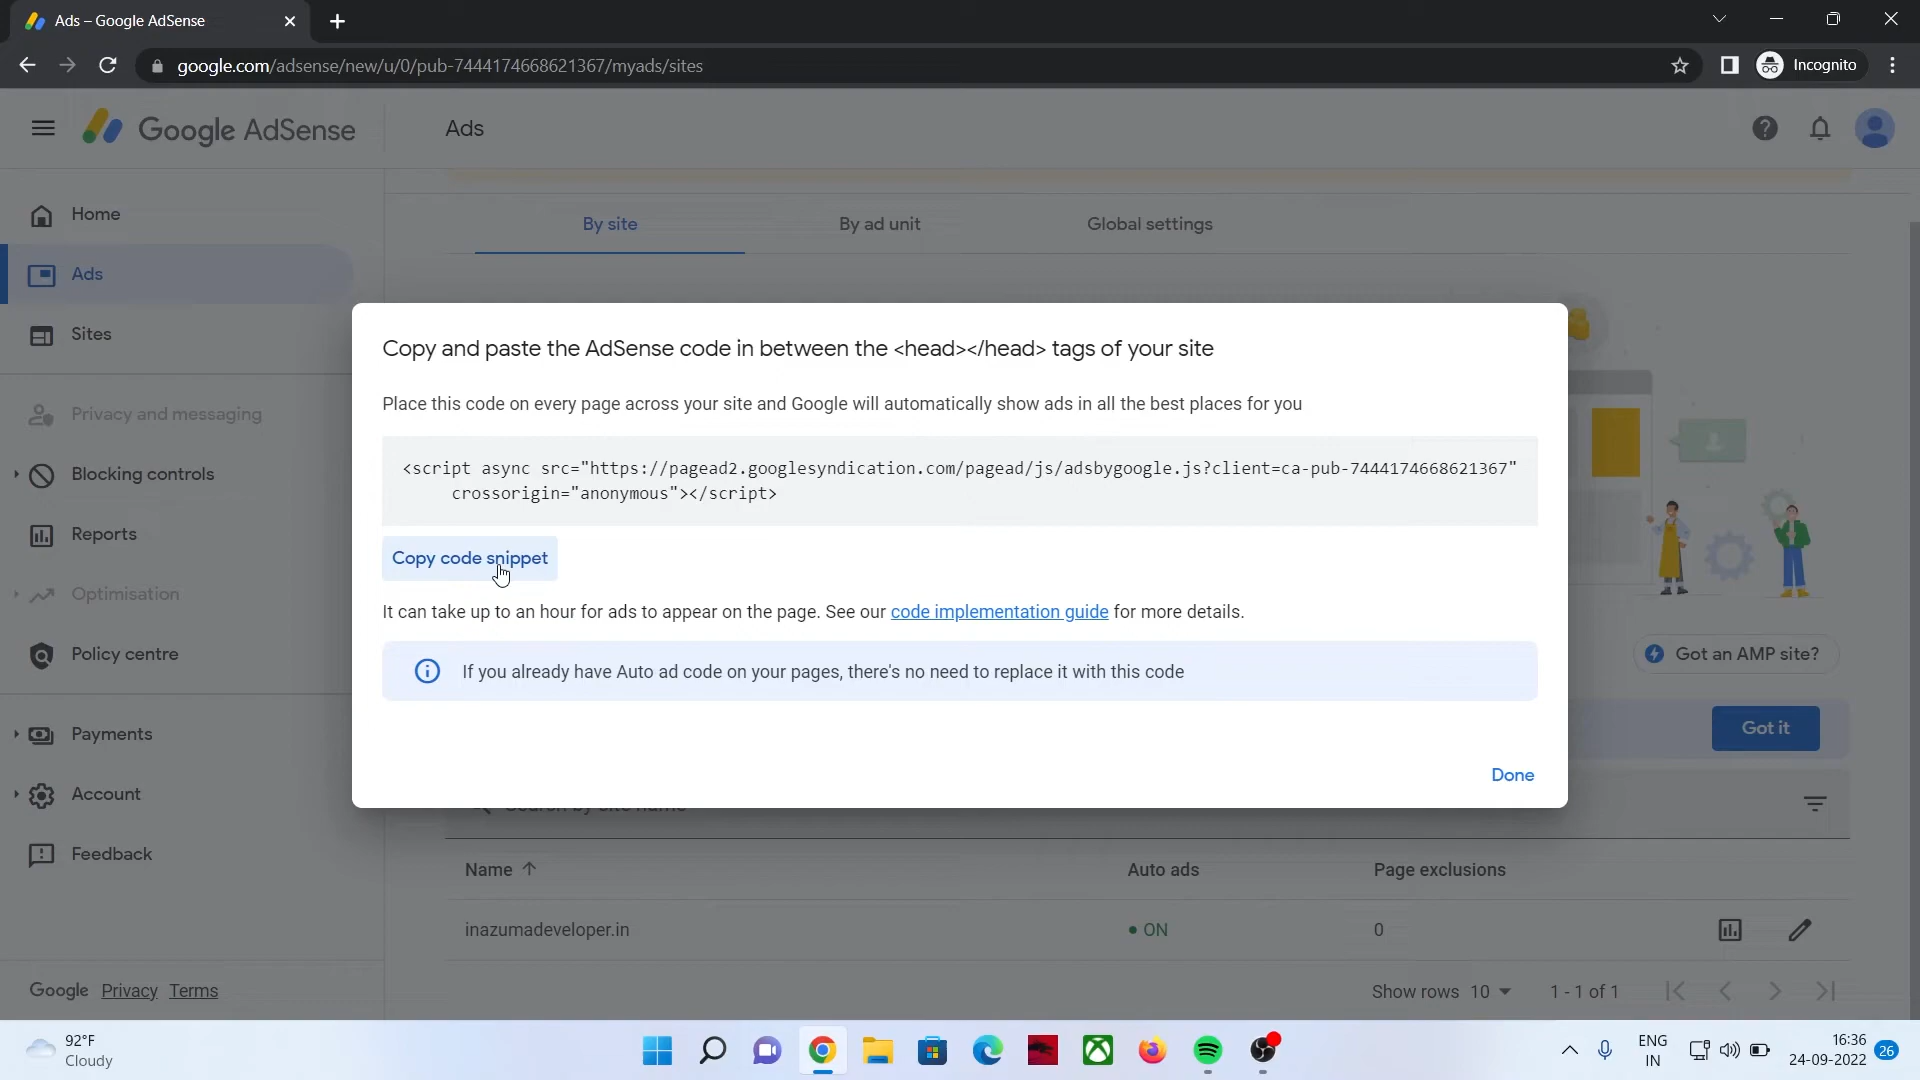 Ads – Google AdSense
google.com/adsense/new/u/0/pub-7444174668621367/myads/sites
Incognito
Google AdSense
Ads
Home
Ads
Sites
Privacy and messaging
Blocking controls
Reports
Optimisation
Policy centre
Payments
Account
Feedback
Google Privacy Terms
By site
By ad unit
Global settings
Copy and paste the AdSense code in between the <head></head> tags of your site
Place this code on every page across your site and Google will automatically show ads in all the best places for you
<script async src="https://pagead2.googlesyndication.com/pagead/js/adsbygoogle.js?client=ca-pub-7444174668621367"
crossorigin="anonymous"></script>
Copy code snippet
It can take up to an hour for ads to appear on the page. See our code implementation guide for more details.
If you already have Auto ad code on your pages, there's no need to replace it with this code
Done
Got an AMP site?
Got it
Name
Auto ads
Page exclusions
inazumadeveloper.in
ON
0
Show rows 10
1 - 1 of 1
92°F
Cloudy
ENG
IN
16:36
24-09-2022
26